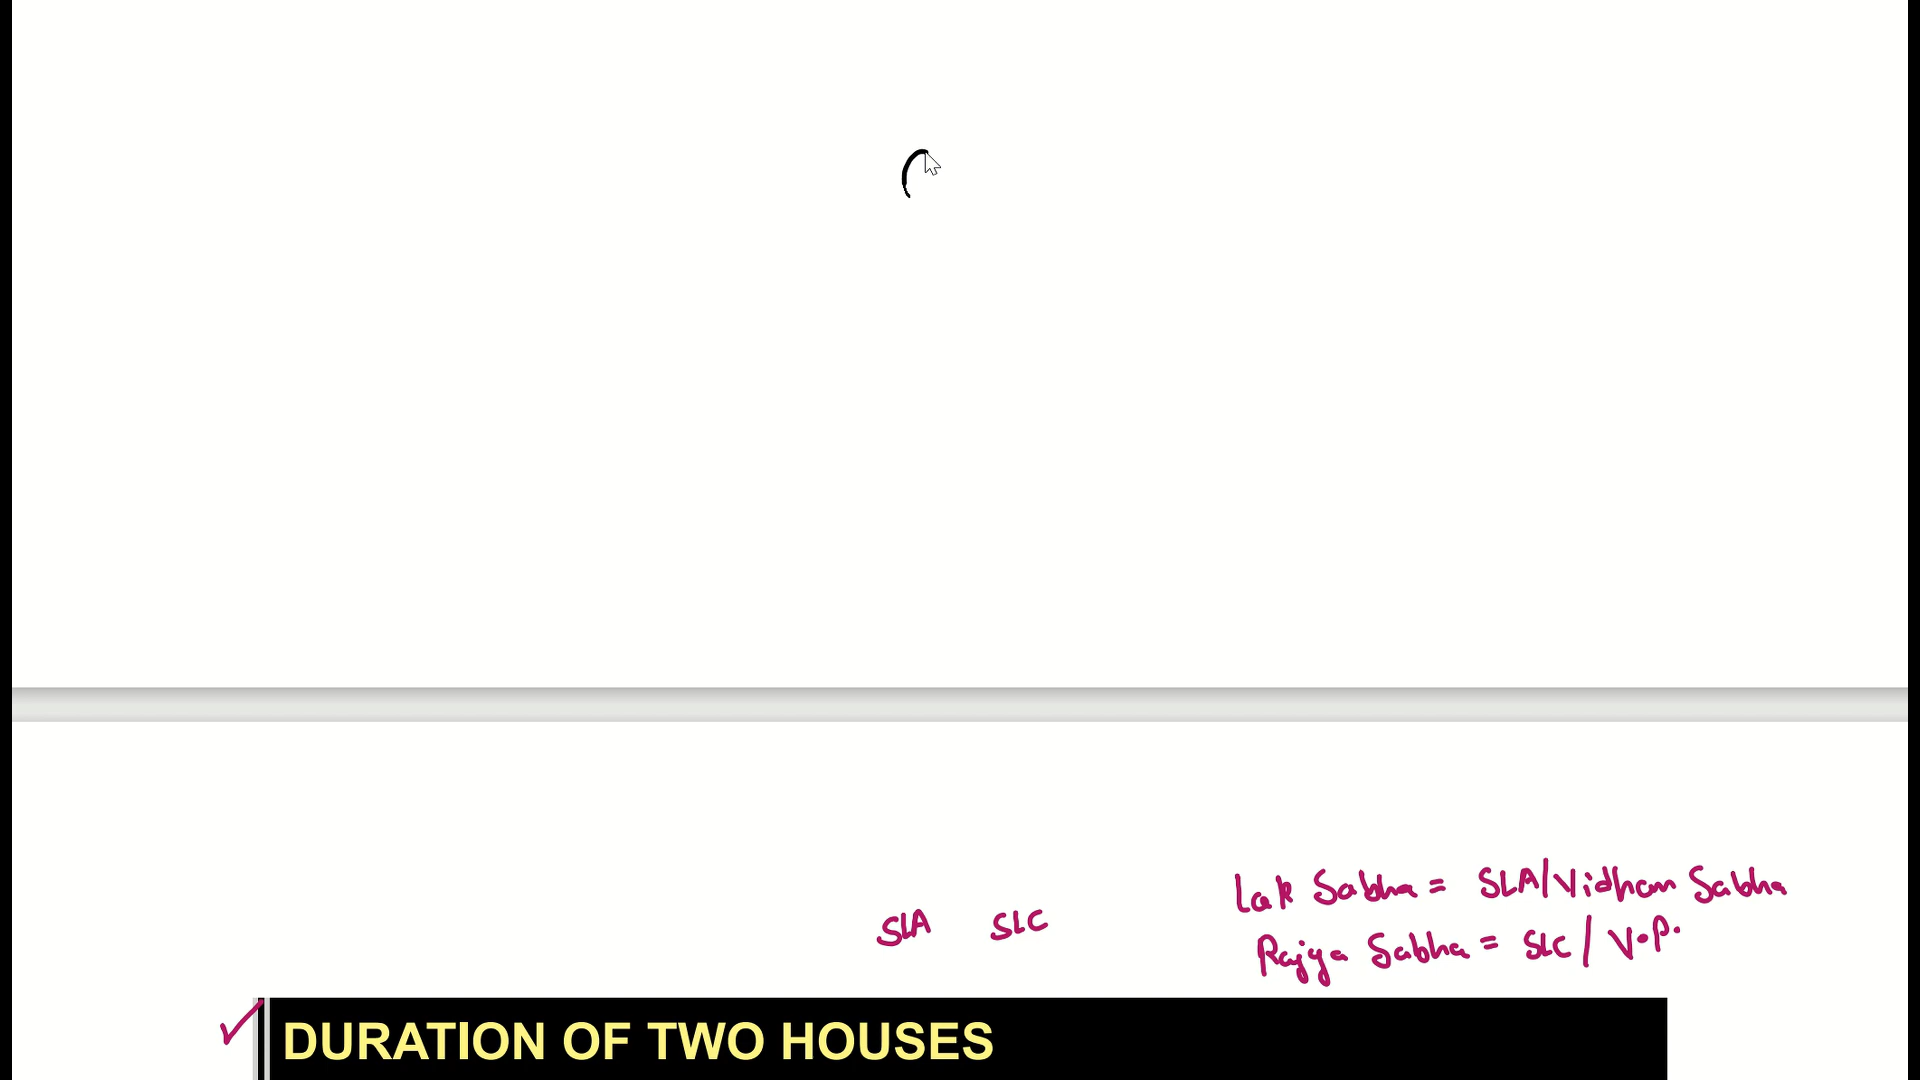 Lok Sabha = SLA/Vidhan Sabha
SLA SLC
Rajya Sabha = SLC / V.P.
DURATION OF TWO HOUSES